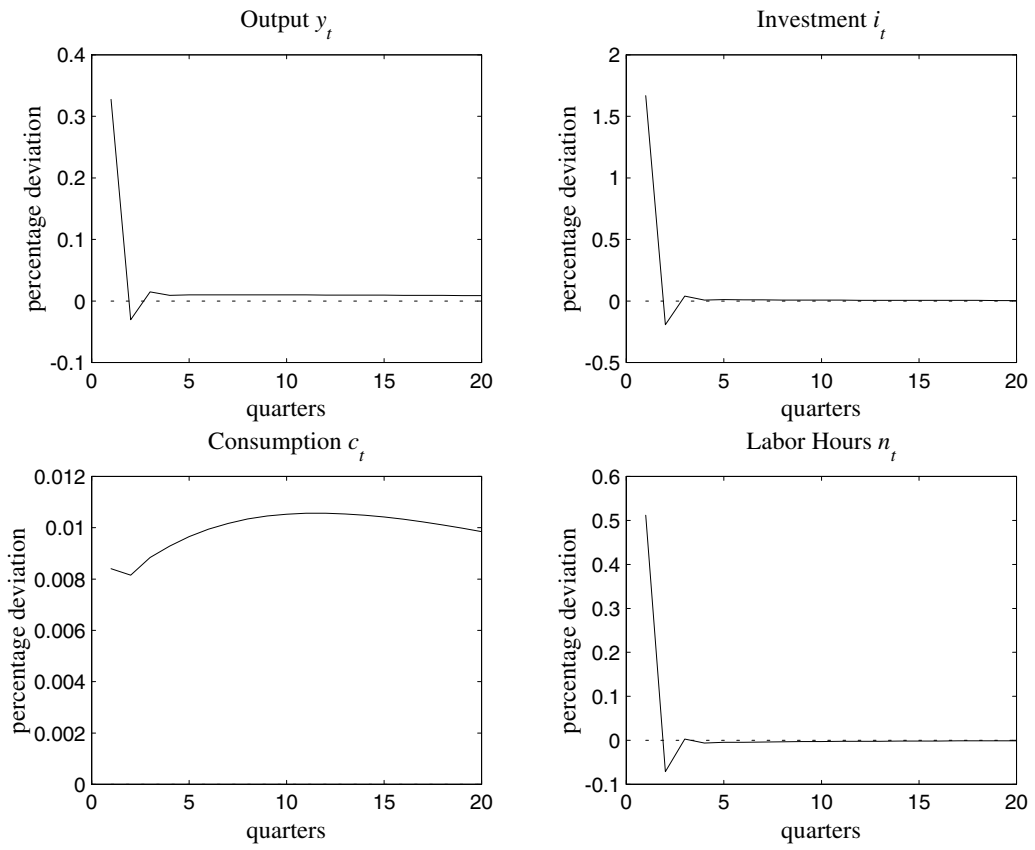 Output y_t
percentage deviation
0.4
0.3
0.2
0.1
0
-0.1
0 5 10 15 20
quarters
Investment i_t
percentage deviation
2
1.5
1
0.5
0
-0.5
0 5 10 15 20
quarters
Consumption c_t
percentage deviation
0.012
0.01
0.008
0.006
0.004
0.002
0
0 5 10 15 20
quarters
Labor Hours n_t
percentage deviation
0.6
0.5
0.4
0.3
0.2
0.1
0
-0.1
0 5 10 15 20
quarters